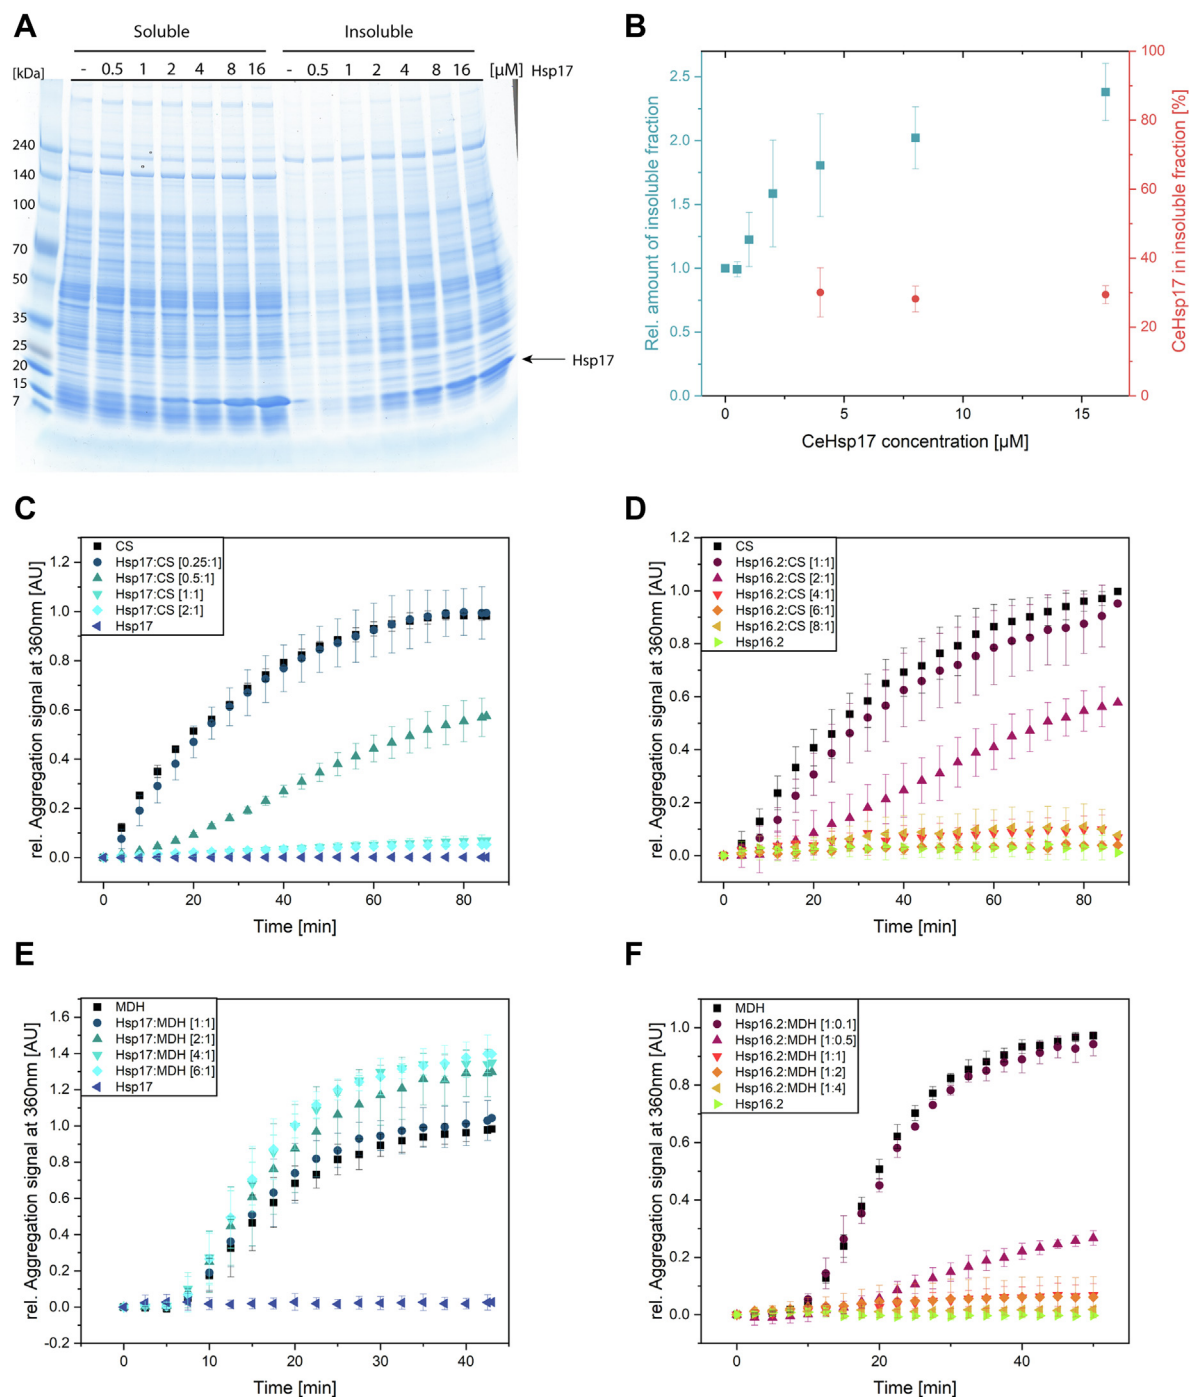 A
Soluble Insoluble
[kDa] - 0.5 1 2 4 8 16 - 0.5 1 2 4 8 16 [µM] Hsp17
240
140
100
70
50
35
25
20
15
7
Hsp17
B
Rel. amount of insoluble fraction
2.5
2.0
1.5
1.0
0.5
0.0
100
80
60
40
20
0
CeHsp17 in insoluble fraction [%]
0 5 10 15
CeHsp17 concentration [µM]
C
rel. Aggregation signal at 360nm [AU]
CS
Hsp17:CS [0.25:1]
Hsp17:CS [0.5:1]
Hsp17:CS [1:1]
Hsp17:CS [2:1]
Hsp17
1.2
1.0
0.8
0.6
0.4
0.2
0.0
0 20 40 60 80
Time [min]
D
rel. Aggregation signal at 360nm [AU]
CS
Hsp16.2:CS [1:1]
Hsp16.2:CS [2:1]
Hsp16.2:CS [4:1]
Hsp16.2:CS [6:1]
Hsp16.2:CS [8:1]
Hsp16.2
1.2
1.0
0.8
0.6
0.4
0.2
0.0
0 20 40 60 80
Time [min]
E
rel. Aggregation signal at 360nm [AU]
MDH
Hsp17:MDH [1:1]
Hsp17:MDH [2:1]
Hsp17:MDH [4:1]
Hsp17:MDH [6:1]
Hsp17
1.6
1.4
1.2
1.0
0.8
0.6
0.4
0.2
0.0
-0.2
0 10 20 30 40
Time [min]
F
rel. Aggregation signal at 360nm [AU]
MDH
Hsp16.2:MDH [1:0.1]
Hsp16.2:MDH [1:0.5]
Hsp16.2:MDH [1:1]
Hsp16.2:MDH [1:2]
Hsp16.2:MDH [1:4]
Hsp16.2
1.0
0.8
0.6
0.4
0.2
0.0
0 20 40
Time [min]